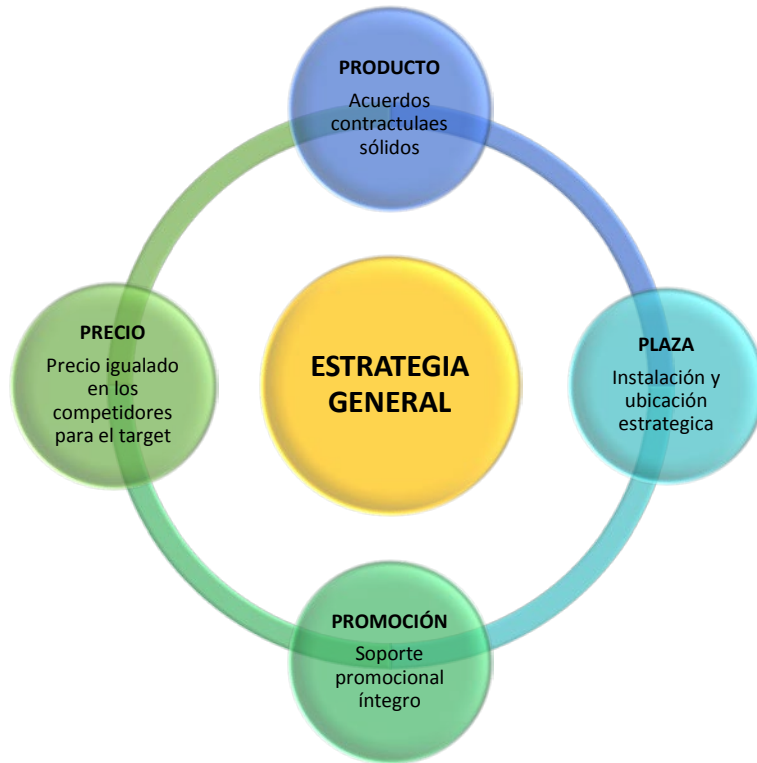 PRODUCTO
Acuerdos
contractulaes
sólidos
PRECIO
Precio igualado
en los
competidores
para el target
ESTRATEGIA
GENERAL
PLAZA
Instalación y
ubicación
estrategica
PROMOCIÓN
Soporte
promocional
íntegro